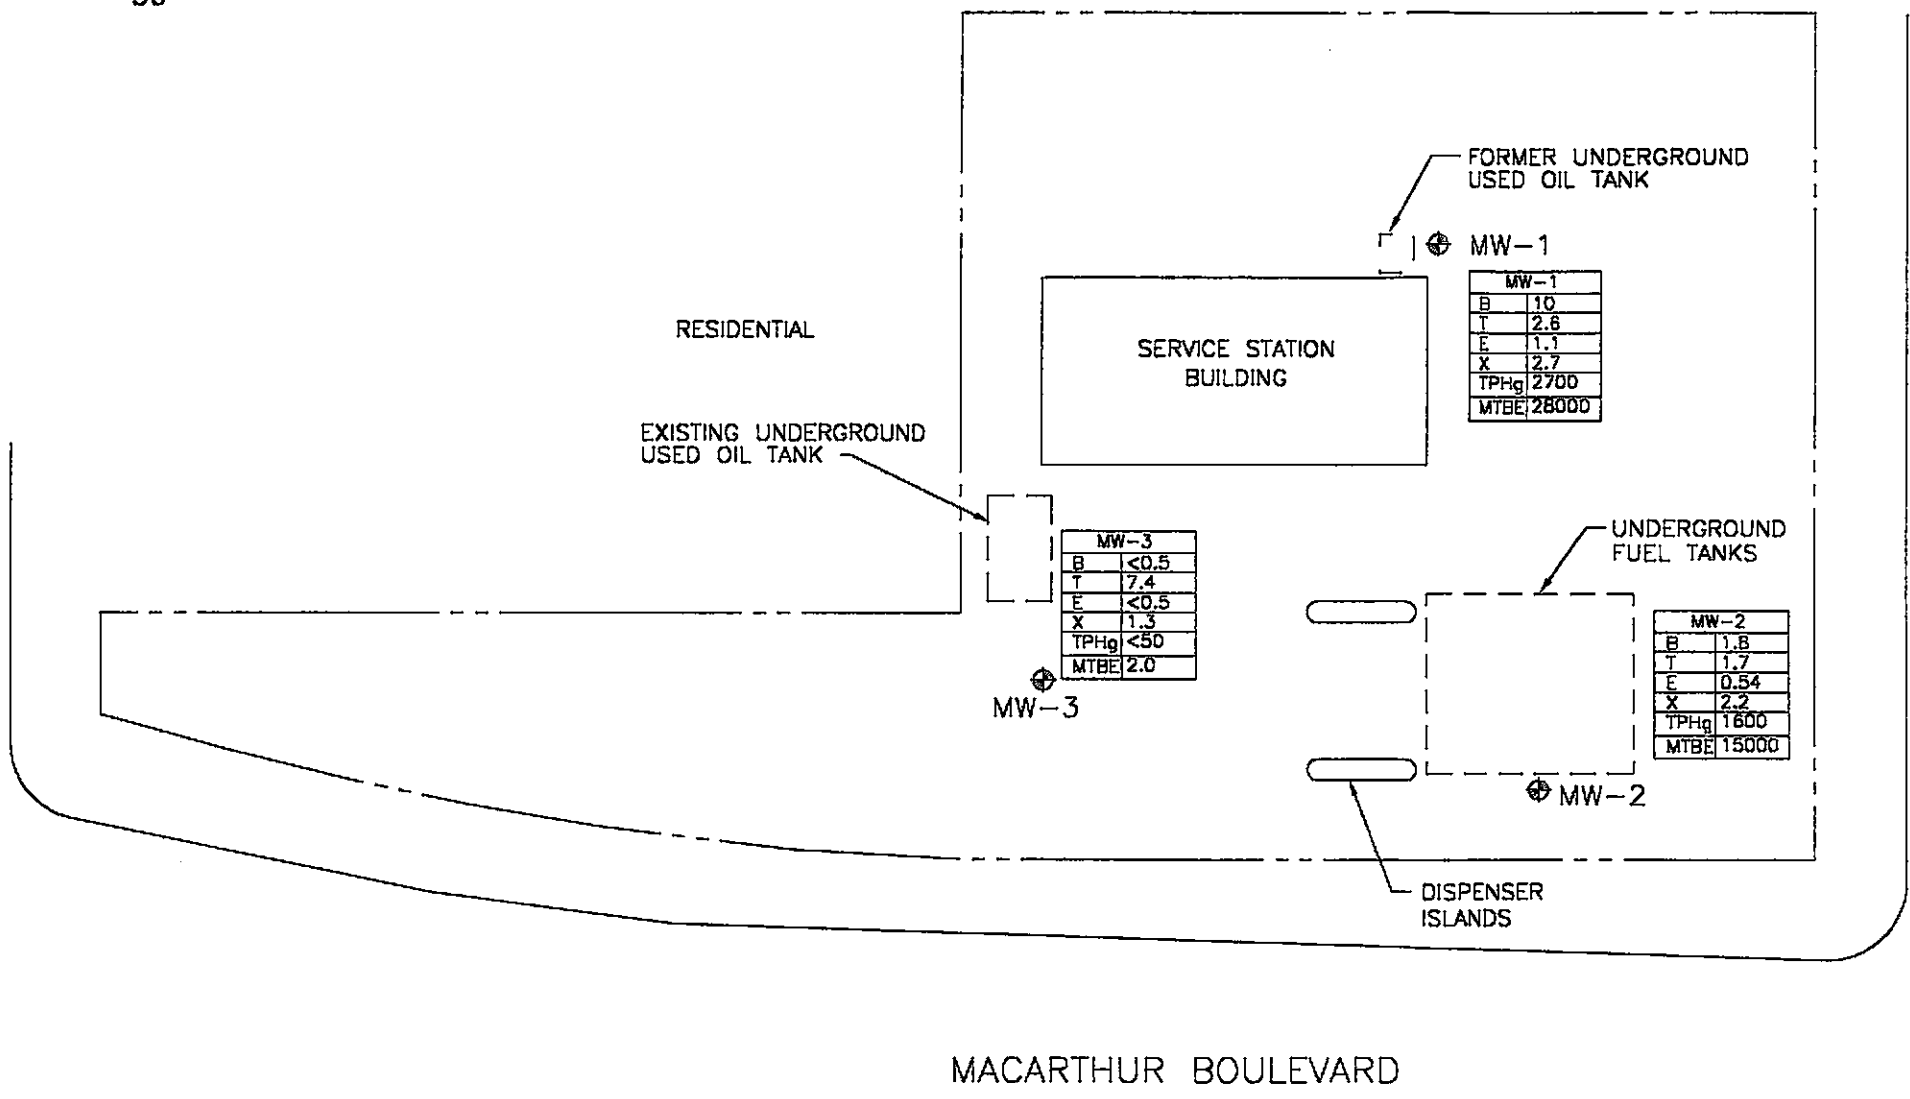 FORMER UNDERGROUND
USED OIL TANK
MW-1
MW-1
B 10
T 2.6
E 1.1
X 2.7
TPHg 2700
MTBE 28000
RESIDENTIAL
SERVICE STATION
BUILDING
EXISTING UNDERGROUND
USED OIL TANK
MW-3
B <0.5
T 7.4
E <0.5
X 1.3
TPHg <50
MTBE 2.0
MW-3
UNDERGROUND
FUEL TANKS
MW-2
B 1.8
T 1.7
E 0.54
X 2.2
TPHg 1600
MTBE 15000
MW-2
DISPENSER
ISLANDS
MACARTHUR BOULEVARD